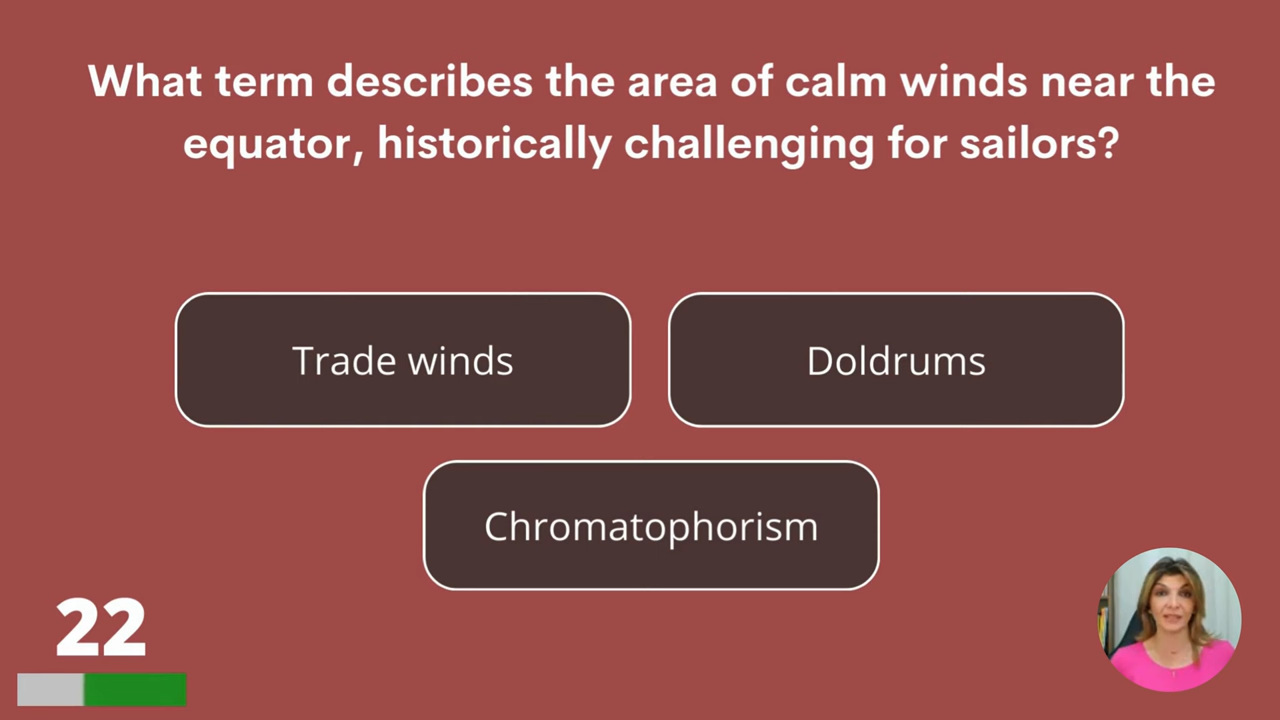 What term describes the area of calm winds near the
equator, historically challenging for sailors?
Trade winds
Doldrums
Chromatophorism
22